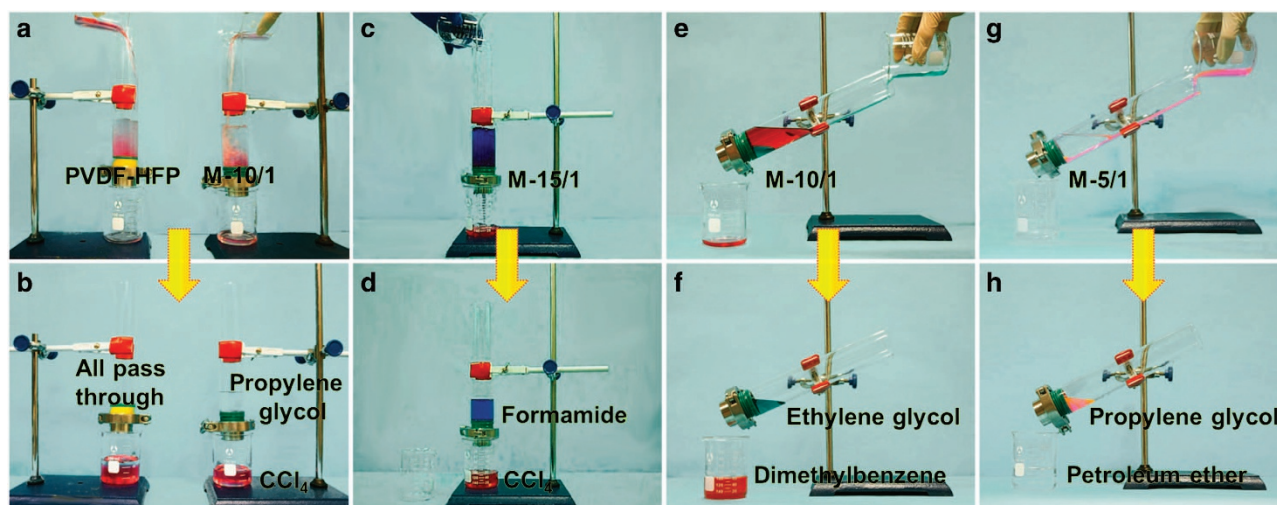 a
c
e
g
PVDF-HFP
M-10/1
M-15/1
M-10/1
M-5/1
b
d
f
h
All pass
through
Propylene
glycol
CCl₄
Formamide
CCl₄
Ethylene glycol
Dimethylbenzene
Propylene glycol
Petroleum ether